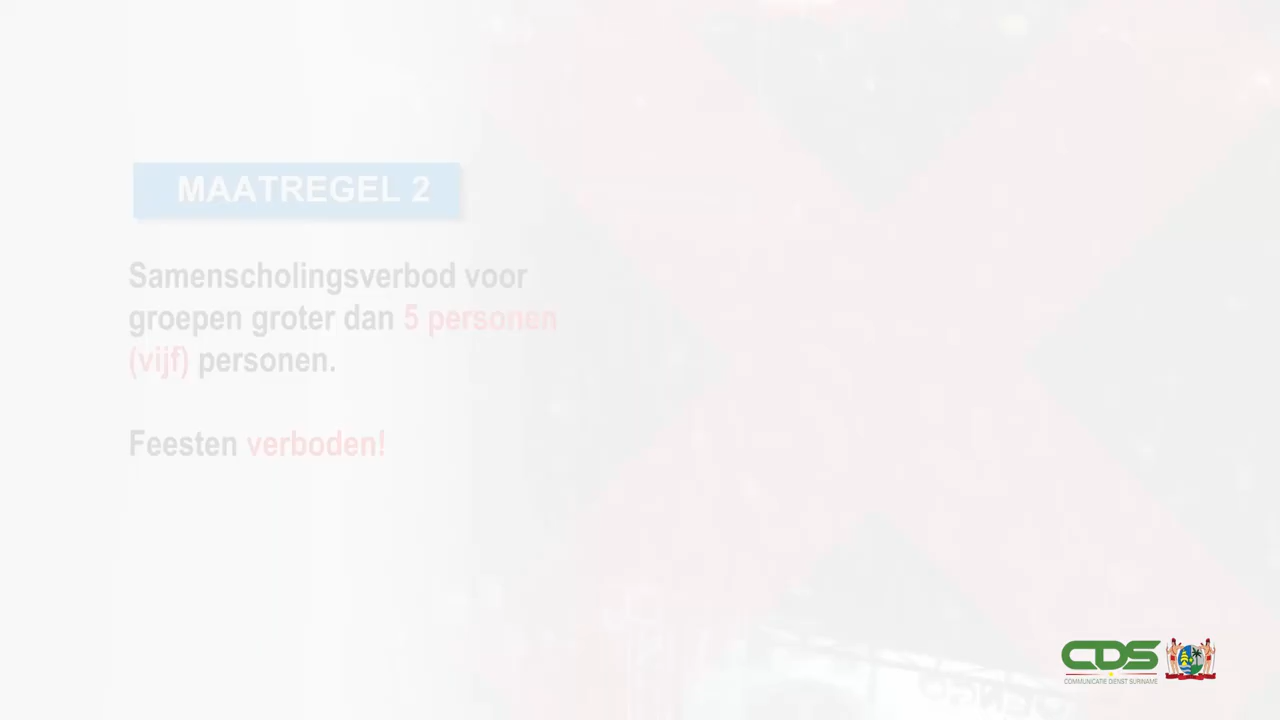 MAATREGEL 2
Samenscholingsverbod voor
groepen groter dan 5 personen
(vijf) personen.
Feesten verboden!
CDS
COMMUNICATIE DIENST SURINAME